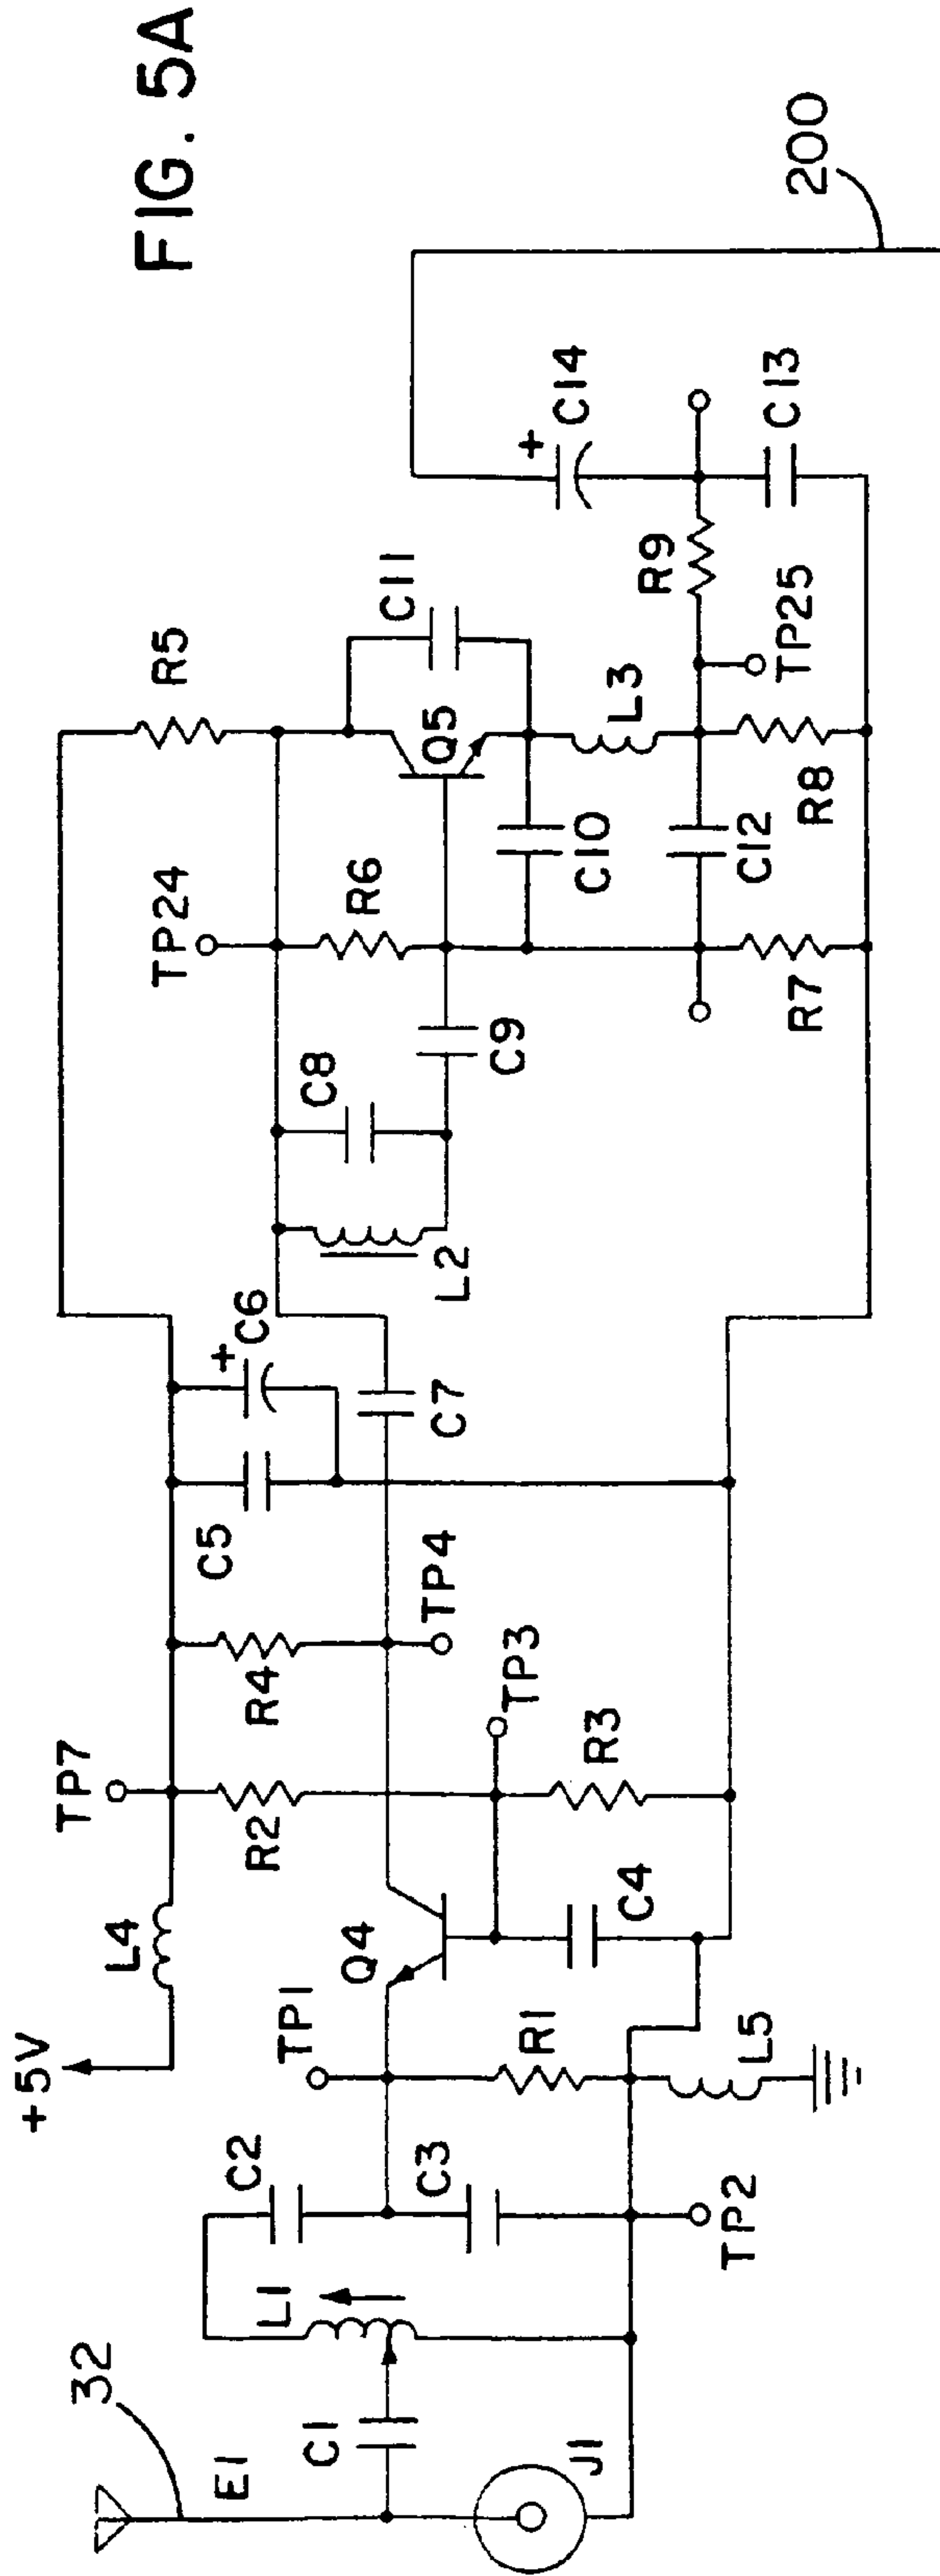 FIG. 5A
200
32
E1
J1
C1
L1
C2
C3
TP2
+5V
L4
TP1
R1
L5
Q4
C4
TP7
R2
R4
TP3
R3
TP4
C5
+
C6
C7
L2
C8
C9
TP24
R6
R5
Q5
C11
C10
L3
C12
R7
R8
TP25
R9
+
C14
C13